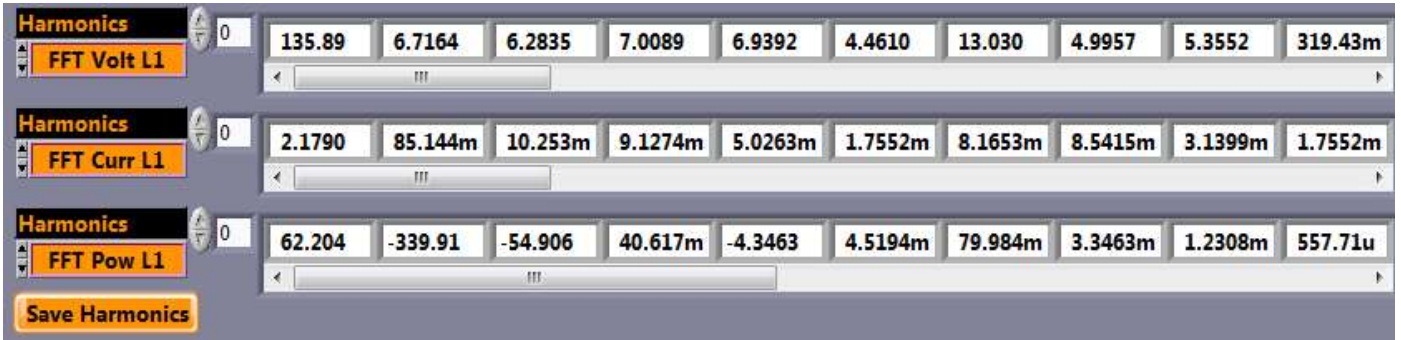 Harmonics
0
135.89 6.7164 6.2835 7.0089 6.9392 4.4610 13.030 4.9957 5.3552 319.43m
FFT Volt L1
Harmonics
0
2.1790 85.144m 10.253m 9.1274m 5.0263m 1.7552m 8.1653m 8.5415m 3.1399m 1.7552m
FFT Curr L1
Harmonics
0
62.204 -339.91 -54.906 40.617m -4.3463 4.5194m 79.984m 3.3463m 1.2308m 557.71u
FFT Pow L1
Save Harmonics